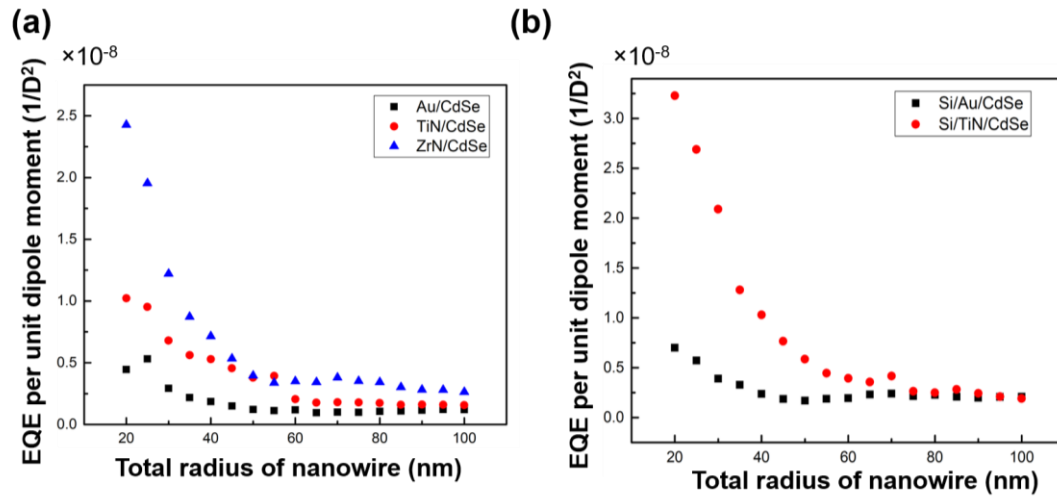 (a)
×10⁻⁸
EQE per unit dipole moment (1/D²)
2.5
2.0
1.5
1.0
0.5
0.0
Au/CdSe
TiN/CdSe
ZrN/CdSe
20
40
60
80
100
Total radius of nanowire (nm)
(b)
×10⁻⁸
EQE per unit dipole moment (1/D²)
3.0
2.5
3.0
1.5
1.0
0.5
0.0
Si/Au/CdSe
Si/TiN/CdSe
20
40
60
80
100
Total radius of nanowire (nm)